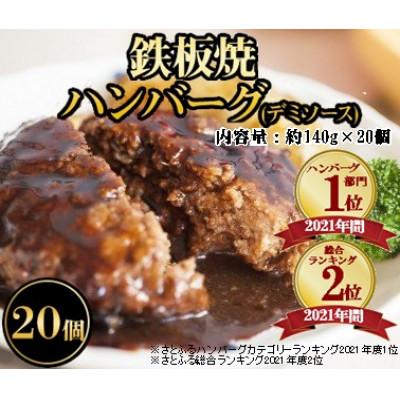 鉄板焼
ハンバーグ(デミソース)
内容量：約140g×20個
ハンバーグ
部門
1位
2021年間
総合
ランキング
2位
2021年間
20個
※さとふるハンバーグカテゴリーランキング2021年度1位
※さとふる総合ランキング2021年度2位